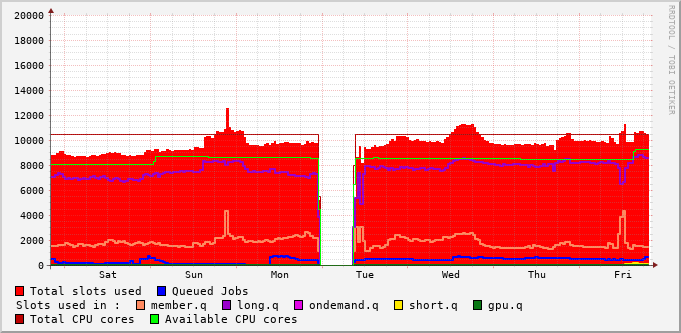 RRDTOOL / TOBI OETIKER
20000
18000
16000
14000
12000
10000
8000
6000
4000
2000
0
Sat Sun Mon Tue Wed Thu Fri
Total slots used Queued Jobs
Slots used in : member.q long.q ondemand.q short.q gpu.q
Total CPU cores Available CPU cores